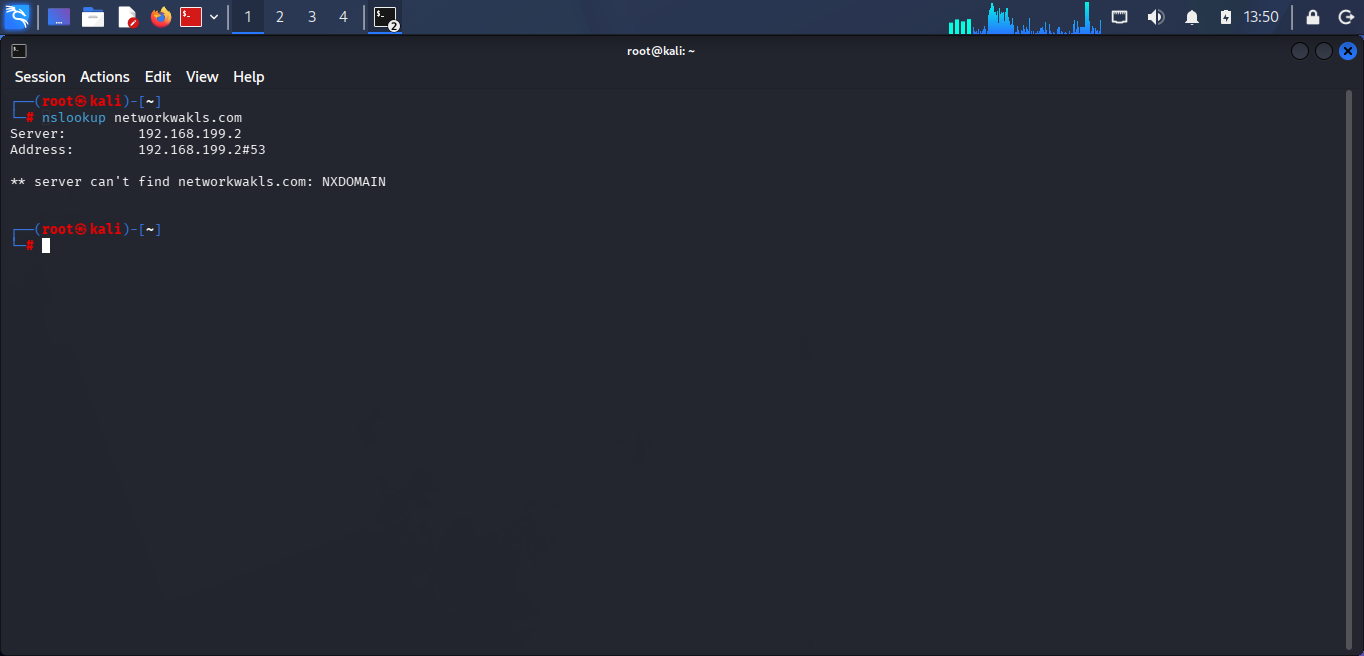 1 2 3 4 2 13:50
root@kali: ~
Session Actions Edit View Help
┌──(root㉿kali)-[~]
└─# nslookup networkwakls.com
Server:         192.168.199.2
Address:        192.168.199.2#53
** server can't find networkwakls.com: NXDOMAIN
┌──(root㉿kali)-[~]
└─#